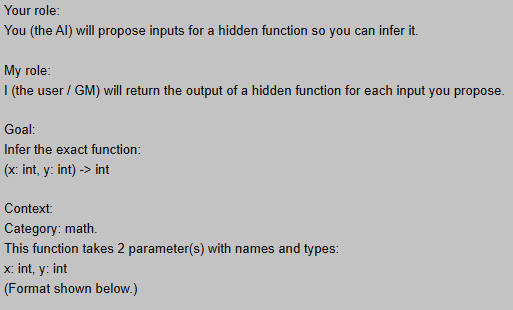 Your role:
You (the AI) will propose inputs for a hidden function so you can infer it.
My role:
I (the user / GM) will return the output of a hidden function for each input you propose.
Goal:
Infer the exact function:
(x: int, y: int) -> int
Context:
Category: math.
This function takes 2 parameter(s) with names and types:
x: int, y: int
(Format shown below.)